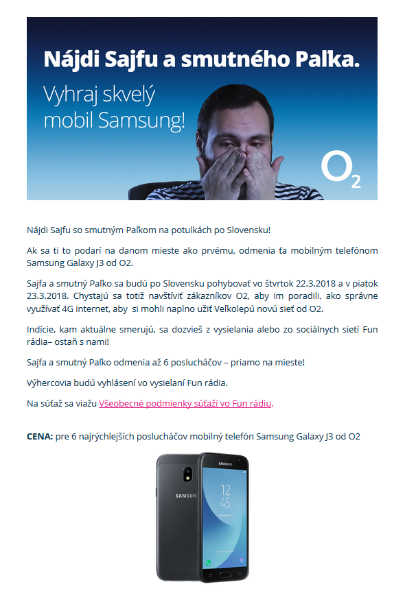 Nájdi Sajfu a smutného Paľka.
Vyhraj skvelý
mobil Samsung!
O2
Nájdi Sajfu so smutným Paľkom na potulkách po Slovensku!
Ak sa ti to podarí na danom mieste ako prvému, odmenia ťa mobilným telefónom
Samsung Galaxy J3 od O2.
Sajfa a smutný Paľko sa budú po Slovensku pohybovať vo štvrtok 22.3.2018 a v piatok
23.3.2018. Chystajú sa totiž navštíviť zákazníkov O2, aby im poradili, ako správne
využívať 4G internet, aby si mohli naplno užiť Veľkolepú novú sieť od O2.
Indície, kam aktuálne smerujú, sa dozvieš z vysielania alebo zo sociálnych sietí Fun
rádia– ostaň s nami!
Sajfa a smutný Paľko odmenia až 6 poslucháčov – priamo na mieste!
Výhercovia budú vyhlásení vo vysielaní Fun rádia.
Na súťaž sa viažu Všeobecné podmienky súťaží vo Fun rádiu.
CENA: pre 6 najrýchlejších poslucháčov mobilný telefón Samsung Galaxy J3 od O2
SAMSUNG
SAMSUNG
12
45